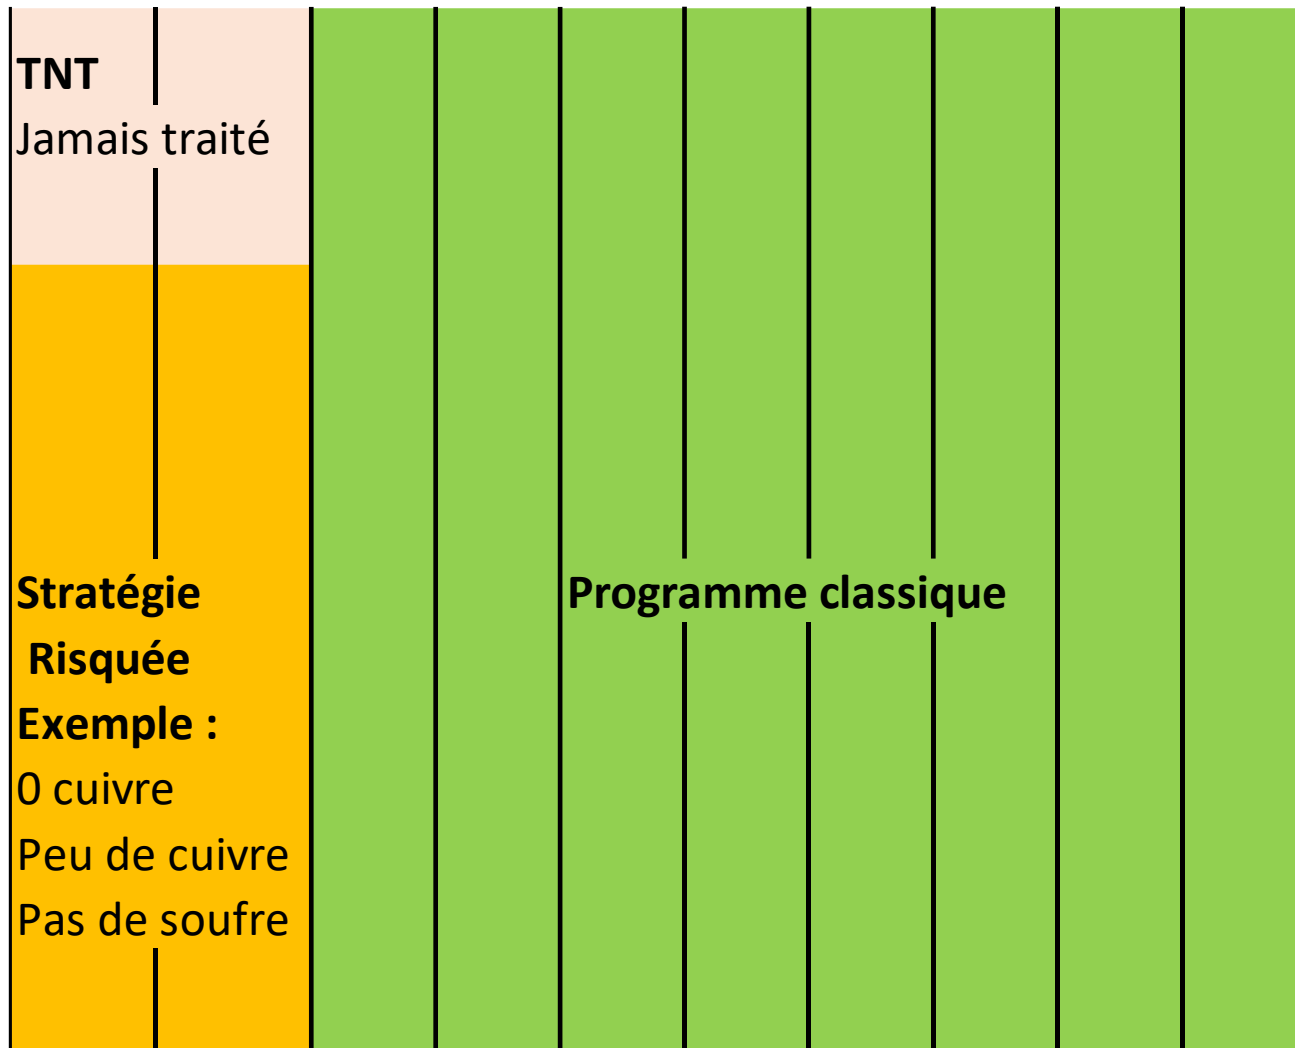 TNT
Jamais traité
Stratégie
Risquée
Exemple :
0 cuivre
Peu de cuivre
Pas de soufre
Programme classique